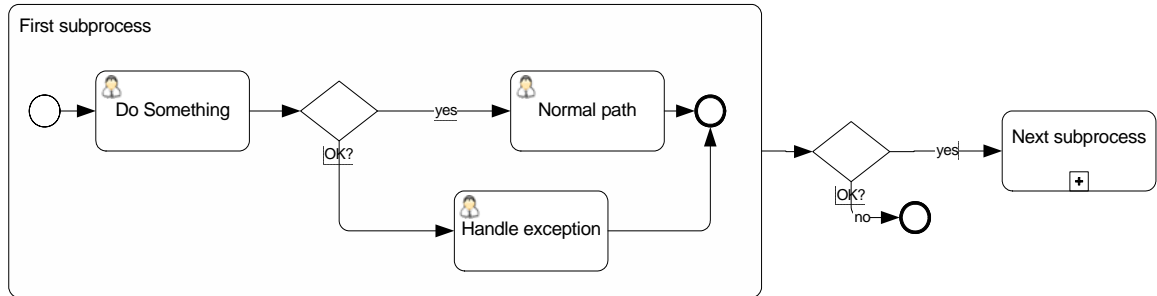 First subprocess
Do Something
yes
Normal path
OK?
Handle exception
yes
Next subprocess
OK?
no